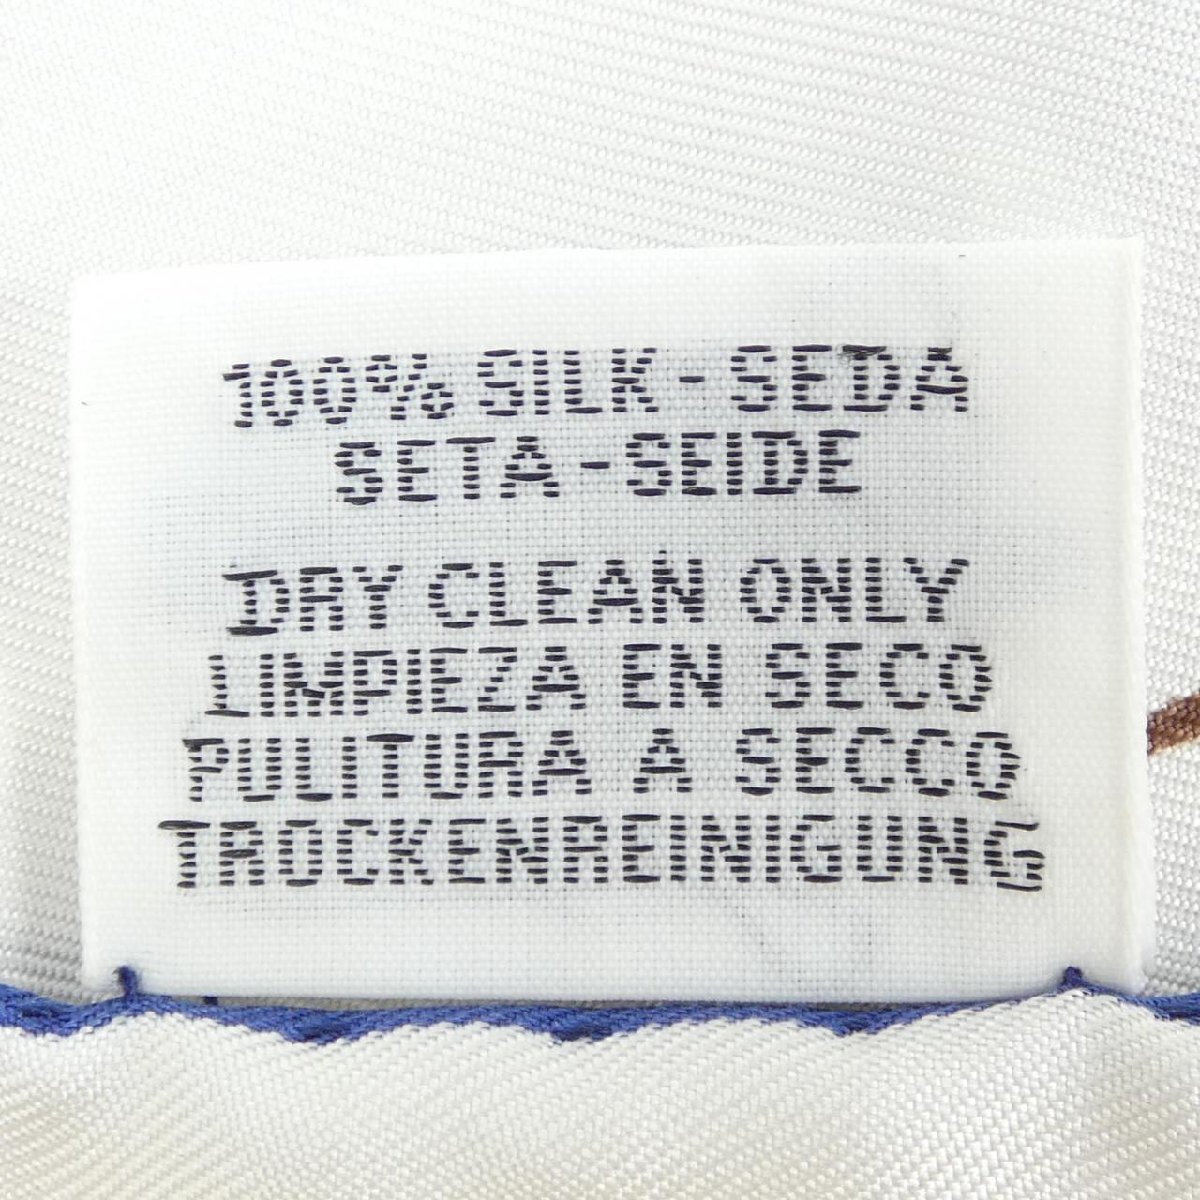 100% SILK - SEDA
SETA - SEIDE
DRY CLEAN ONLY
LIMPIEZA EN SECO
PULITURA A SECCO
TROCKENREINIGUNG